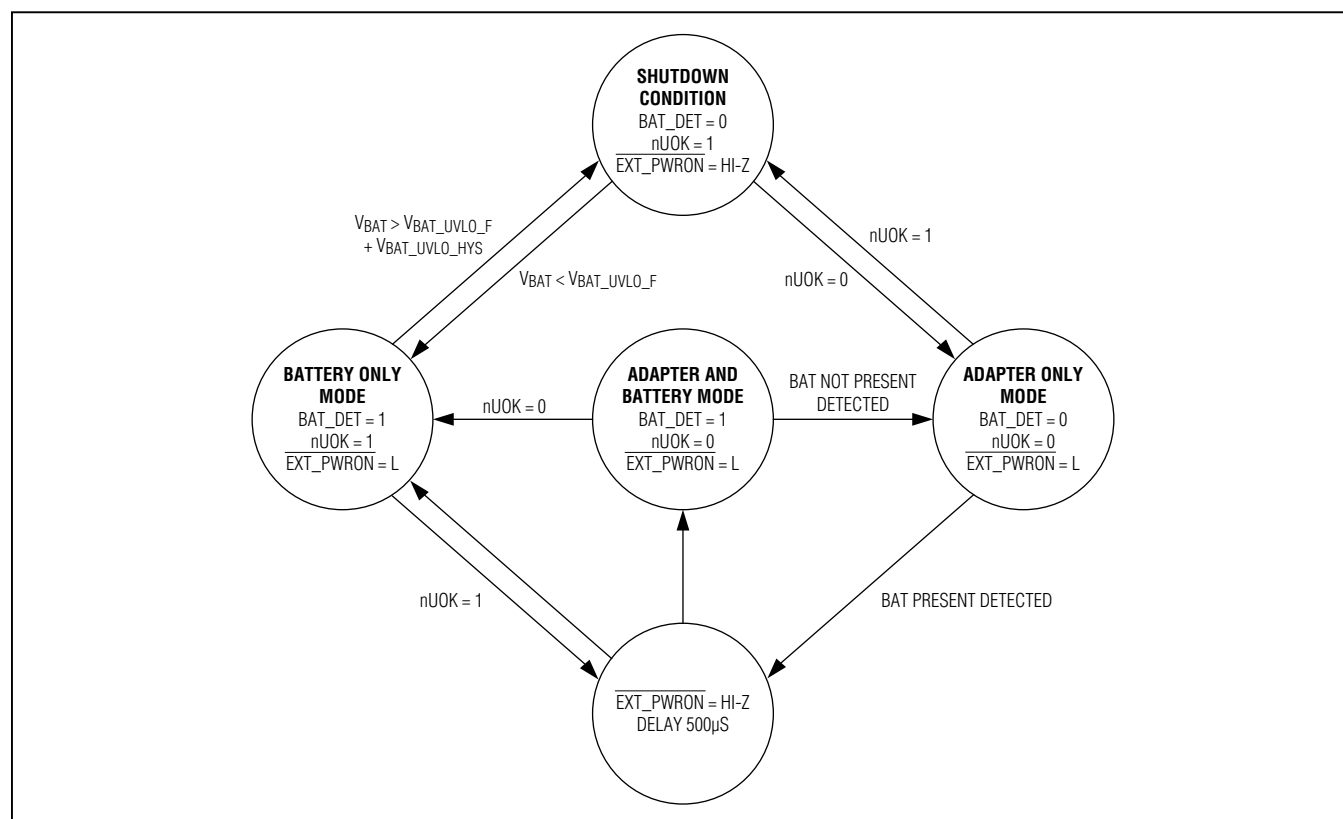 SHUTDOWN
CONDITION
BAT_DET = 0
nUOK = 1
EXT_PWRON = HI-Z
VBAT > VBAT_UVLO_F
+ VBAT_UVLO_HYS
VBAT < VBAT_UVLO_F
nUOK = 1
nUOK = 0
BATTERY ONLY
MODE
BAT_DET = 1
nUOK = 1
EXT_PWRON = L
nUOK = 0
ADAPTER AND
BATTERY MODE
BAT_DET = 1
nUOK = 0
EXT_PWRON = L
BAT NOT PRESENT
DETECTED
ADAPTER ONLY
MODE
BAT_DET = 0
nUOK = 0
EXT_PWRON = L
nUOK = 1
BAT PRESENT DETECTED
EXT_PWRON = HI-Z
DELAY 500µS